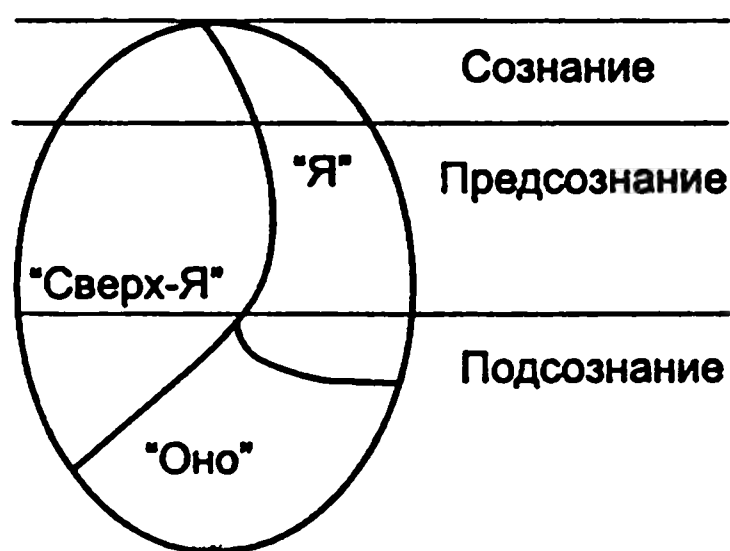 Сознание
"Я"
Предсознание
"Сверх-Я"
Подсознание
"Оно"